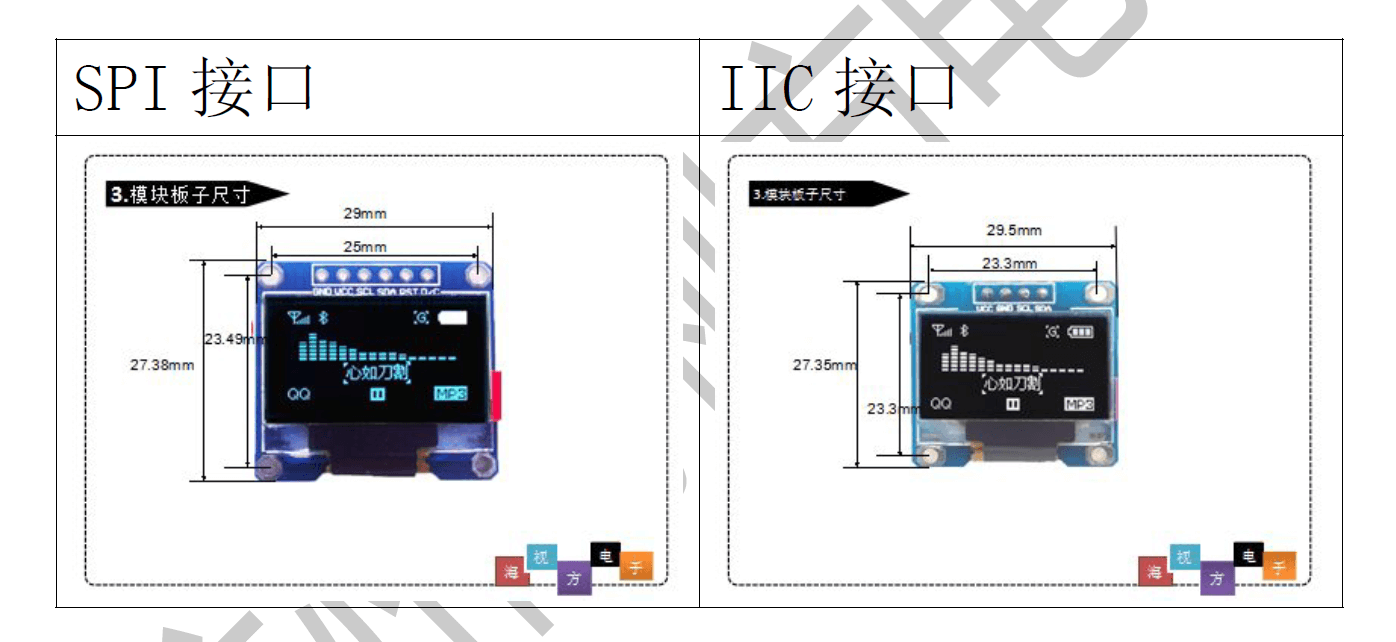 SPI 接口
IIC 接口
3.模块板子尺寸
29mm
25mm
GND VCC SCL SDA RST D/C
23.49mm
27.38mm
心如刀割
QQ
MP3
海视方电子
3.模块板子尺寸
29.5mm
23.3mm
VCC GND SCL SDA
27.35mm
23.3mm
心如刀割
QQ
MP3
海视方电子